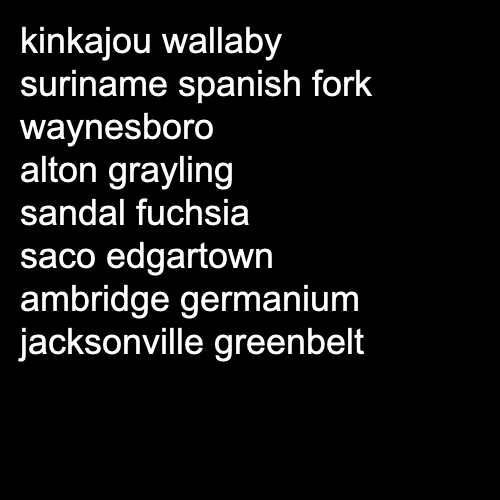 kinkajou wallaby
suriname spanish fork
waynesboro
alton grayling
sandal fuchsia
saco edgartown
ambridge germanium
jacksonville greenbelt